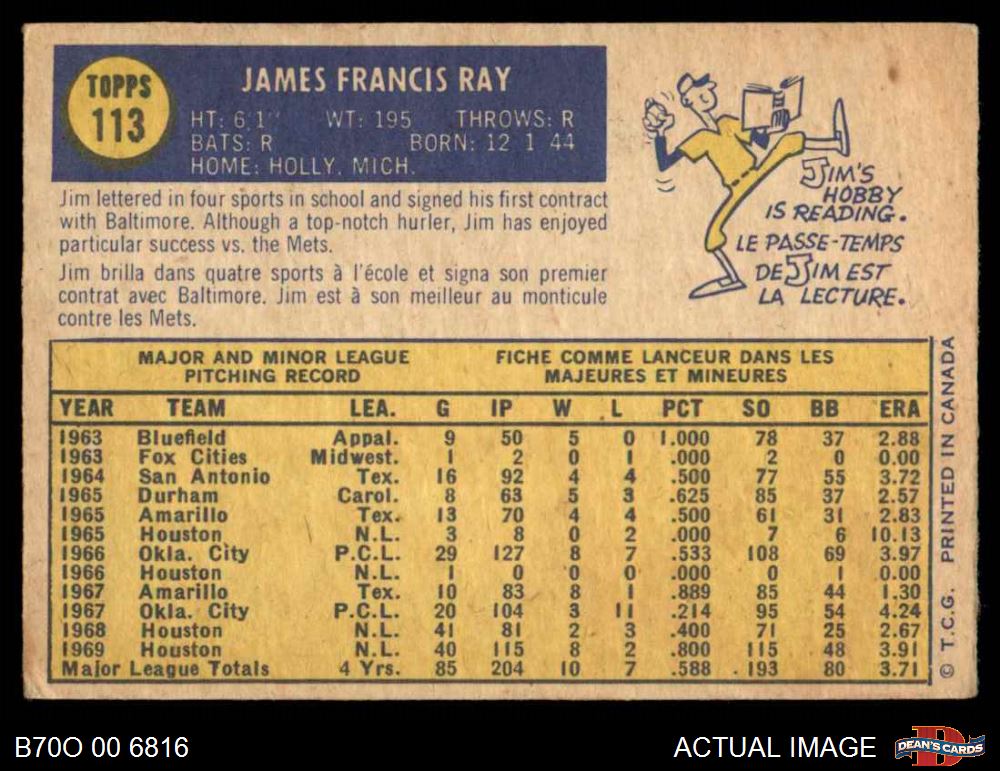 TOPPS
113
JAMES FRANCIS RAY
HT: 6'1" WT: 195 THROWS: R
BATS: R BORN: 12 1 44
HOME: HOLLY, MICH.
Jim lettered in four sports in school and signed his first contract
with Baltimore. Although a top-notch hurler, Jim has enjoyed
particular success vs. the Mets.
Jim brilla dans quatre sports à l'école et signa son premier
contrat avec Baltimore. Jim est à son meilleur au monticule
contre les Mets.
JIM'S
HOBBY
IS READING.
LE PASSE-TEMPS
DE JIM EST
LA LECTURE.
MAJOR AND MINOR LEAGUE
PITCHING RECORD
FICHE COMME LANCEUR DANS LES
MAJEURES ET MINEURES
YEAR TEAM LEA. G IP W L PCT SO BB ERA
1963 Bluefield Appal. 9 50 5 0 1.000 78 37 2.88
1963 Fox Cities Midwest. 1 2 0 1 .000 2 0 0.00
1964 San Antonio Tex. 16 92 4 4 .500 77 55 3.72
1965 Durham Carol. 8 63 5 3 .625 85 37 2.57
1965 Amarillo Tex. 13 70 4 4 .500 61 31 2.83
1965 Houston N.L. 3 8 0 2 .000 7 6 10.13
1966 Okla. City P.C.L. 29 127 8 7 .533 108 69 3.97
1966 Houston N.L. 1 0 0 0 .000 0 1 0.00
1967 Amarillo Tex. 10 83 8 1 .889 85 44 1.30
1967 Okla. City P.C.L. 20 104 3 11 .214 95 54 4.24
1968 Houston N.L. 41 81 2 3 .400 71 25 2.67
1969 Houston N.L. 40 115 8 2 .800 115 48 3.91
Major League Totals 4 Yrs. 85 204 10 7 .588 193 80 3.71
© T.C.G. PRINTED IN CANADA
B70O 00 6816
ACTUAL IMAGE
DEAN'S CARDS